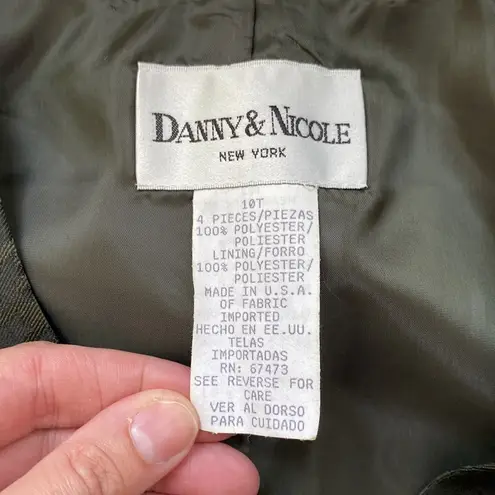 DANNY & NICOLE
NEW YORK
10T
4 PIECES/PIEZAS
100% POLYESTER/
POLIESTER
LINING/FORRO
100% POLYESTER/
POLIESTER
MADE IN U.S.A.
OF FABRIC
IMPORTED
HECHO EN EE.UU.
TELAS
IMPORTADAS
RN: 67473
SEE REVERSE FOR
CARE
VER AL DORSO
PARA CUIDADO